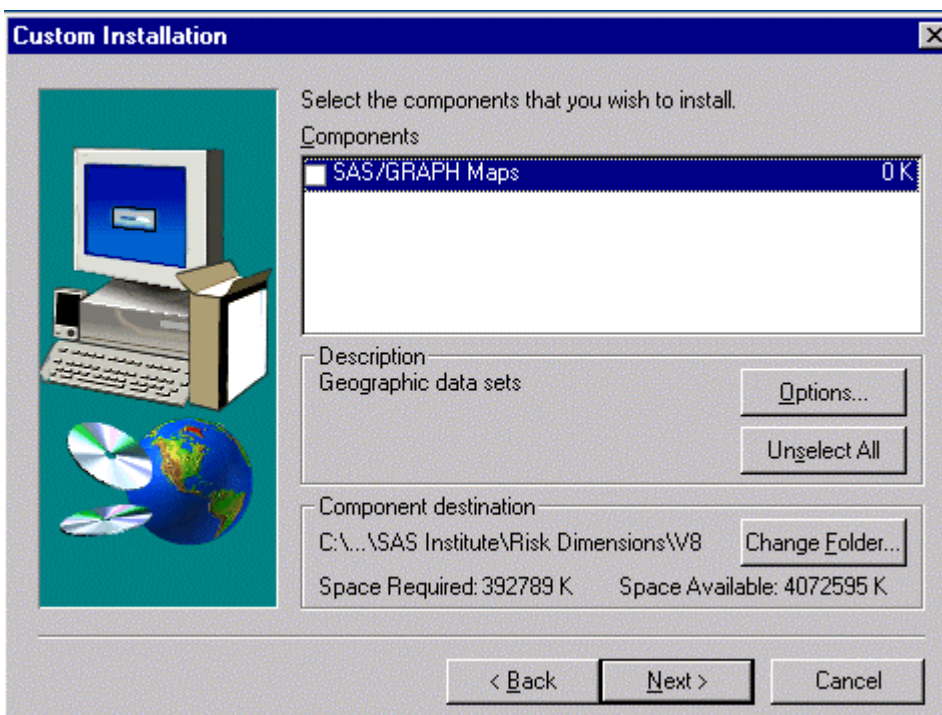 Custom Installation
Select the components that you wish to install.
Components
SAS/GRAPH Maps 0 K
Description
Geographic data sets
Options...
Unselect All
Component destination
C:\...\SAS Institute\Risk Dimensions\V8 Change Folder...
Space Required: 392789 K Space Available: 4072595 K
< Back Next > Cancel